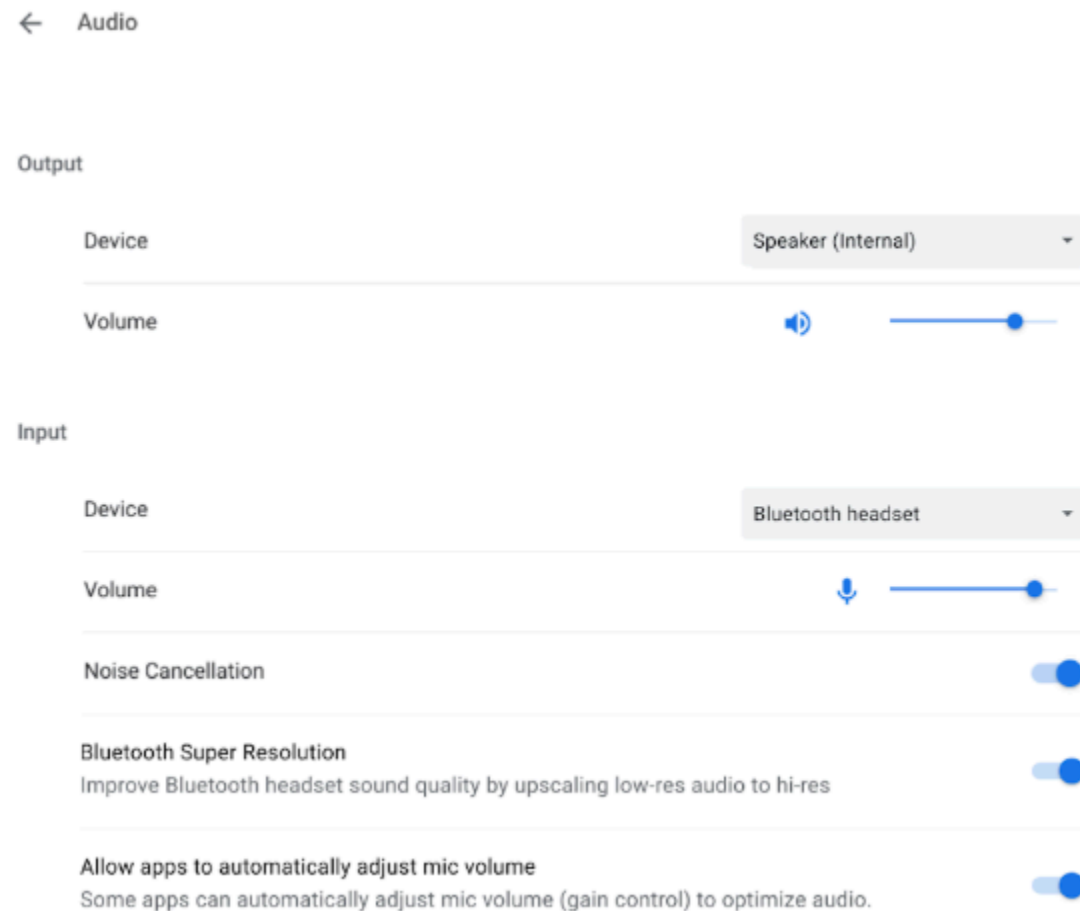 Audio
Output
Device
Speaker (Internal)
Volume
Input
Device
Bluetooth headset
Volume
Noise Cancellation
Bluetooth Super Resolution
Improve Bluetooth headset sound quality by upscaling low-res audio to hi-res
Allow apps to automatically adjust mic volume
Some apps can automatically adjust mic volume (gain control) to optimize audio.